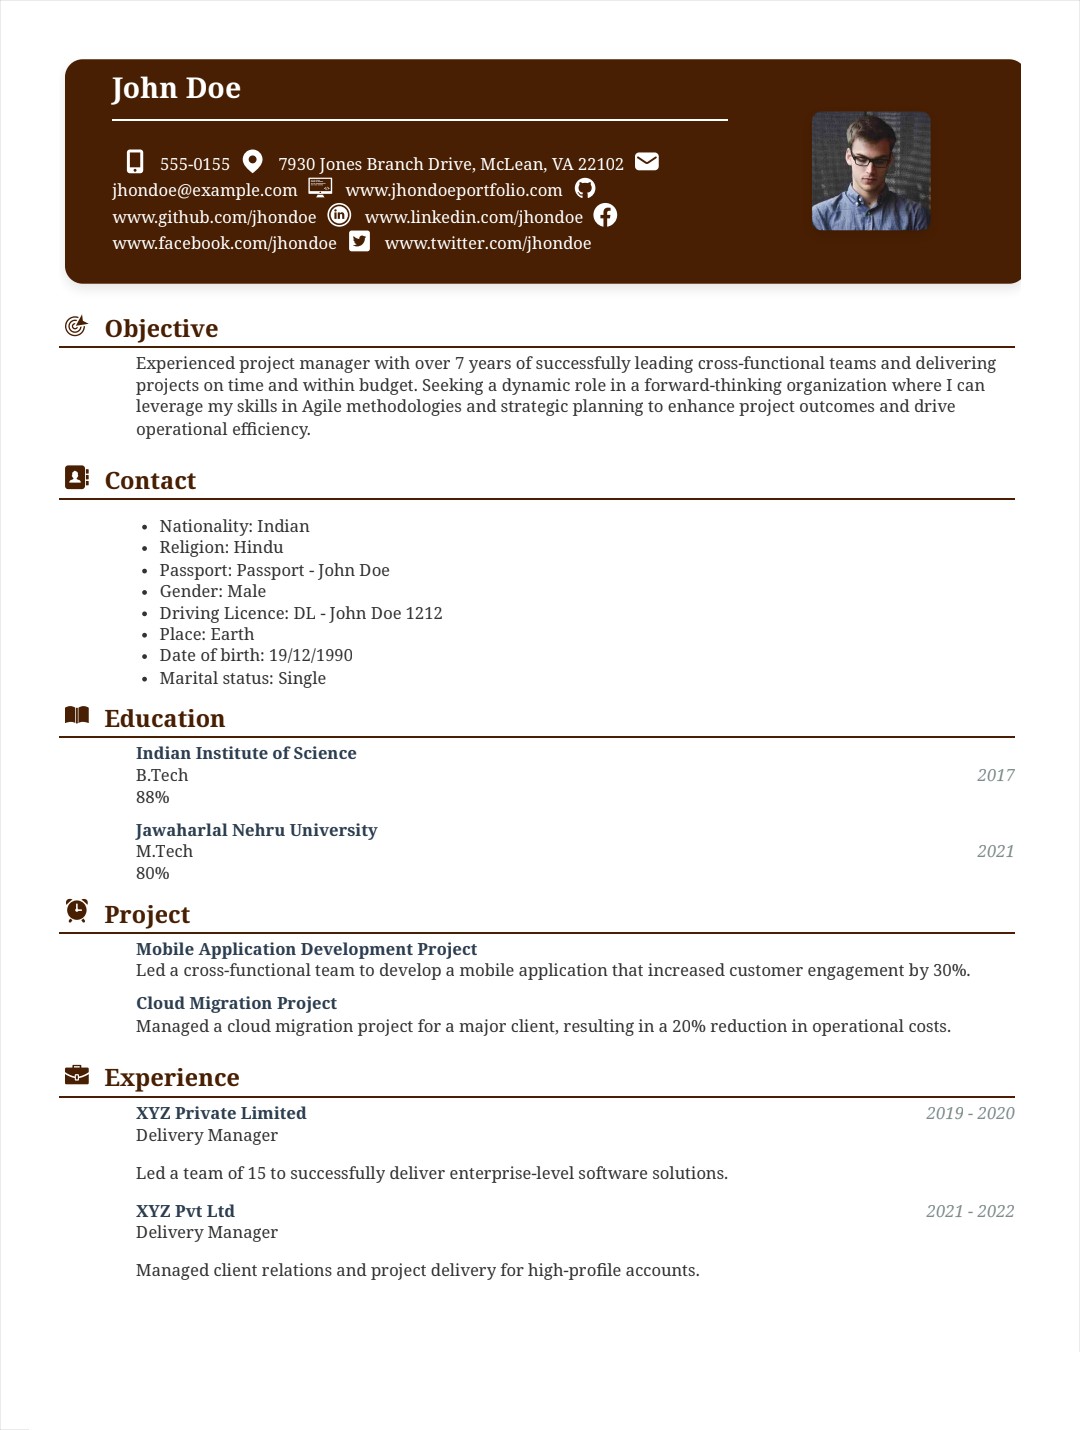 John Doe
555-0155 7930 Jones Branch Drive, McLean, VA 22102
jhondoe@example.com www.jhondoeportfolio.com
www.github.com/jhondoe www.linkedin.com/jhondoe
www.facebook.com/jhondoe www.twitter.com/jhondoe
Objective
Experienced project manager with over 7 years of successfully leading cross-functional teams and delivering
projects on time and within budget. Seeking a dynamic role in a forward-thinking organization where I can
leverage my skills in Agile methodologies and strategic planning to enhance project outcomes and drive
operational efficiency.
Contact
• Nationality: Indian
• Religion: Hindu
• Passport: Passport - John Doe
• Gender: Male
• Driving Licence: DL - John Doe 1212
• Place: Earth
• Date of birth: 19/12/1990
• Marital status: Single
Education
Indian Institute of Science
B.Tech 2017
88%
Jawaharlal Nehru University
M.Tech 2021
80%
Project
Mobile Application Development Project
Led a cross-functional team to develop a mobile application that increased customer engagement by 30%.
Cloud Migration Project
Managed a cloud migration project for a major client, resulting in a 20% reduction in operational costs.
Experience
XYZ Private Limited 2019 - 2020
Delivery Manager
Led a team of 15 to successfully deliver enterprise-level software solutions.
XYZ Pvt Ltd 2021 - 2022
Delivery Manager
Managed client relations and project delivery for high-profile accounts.